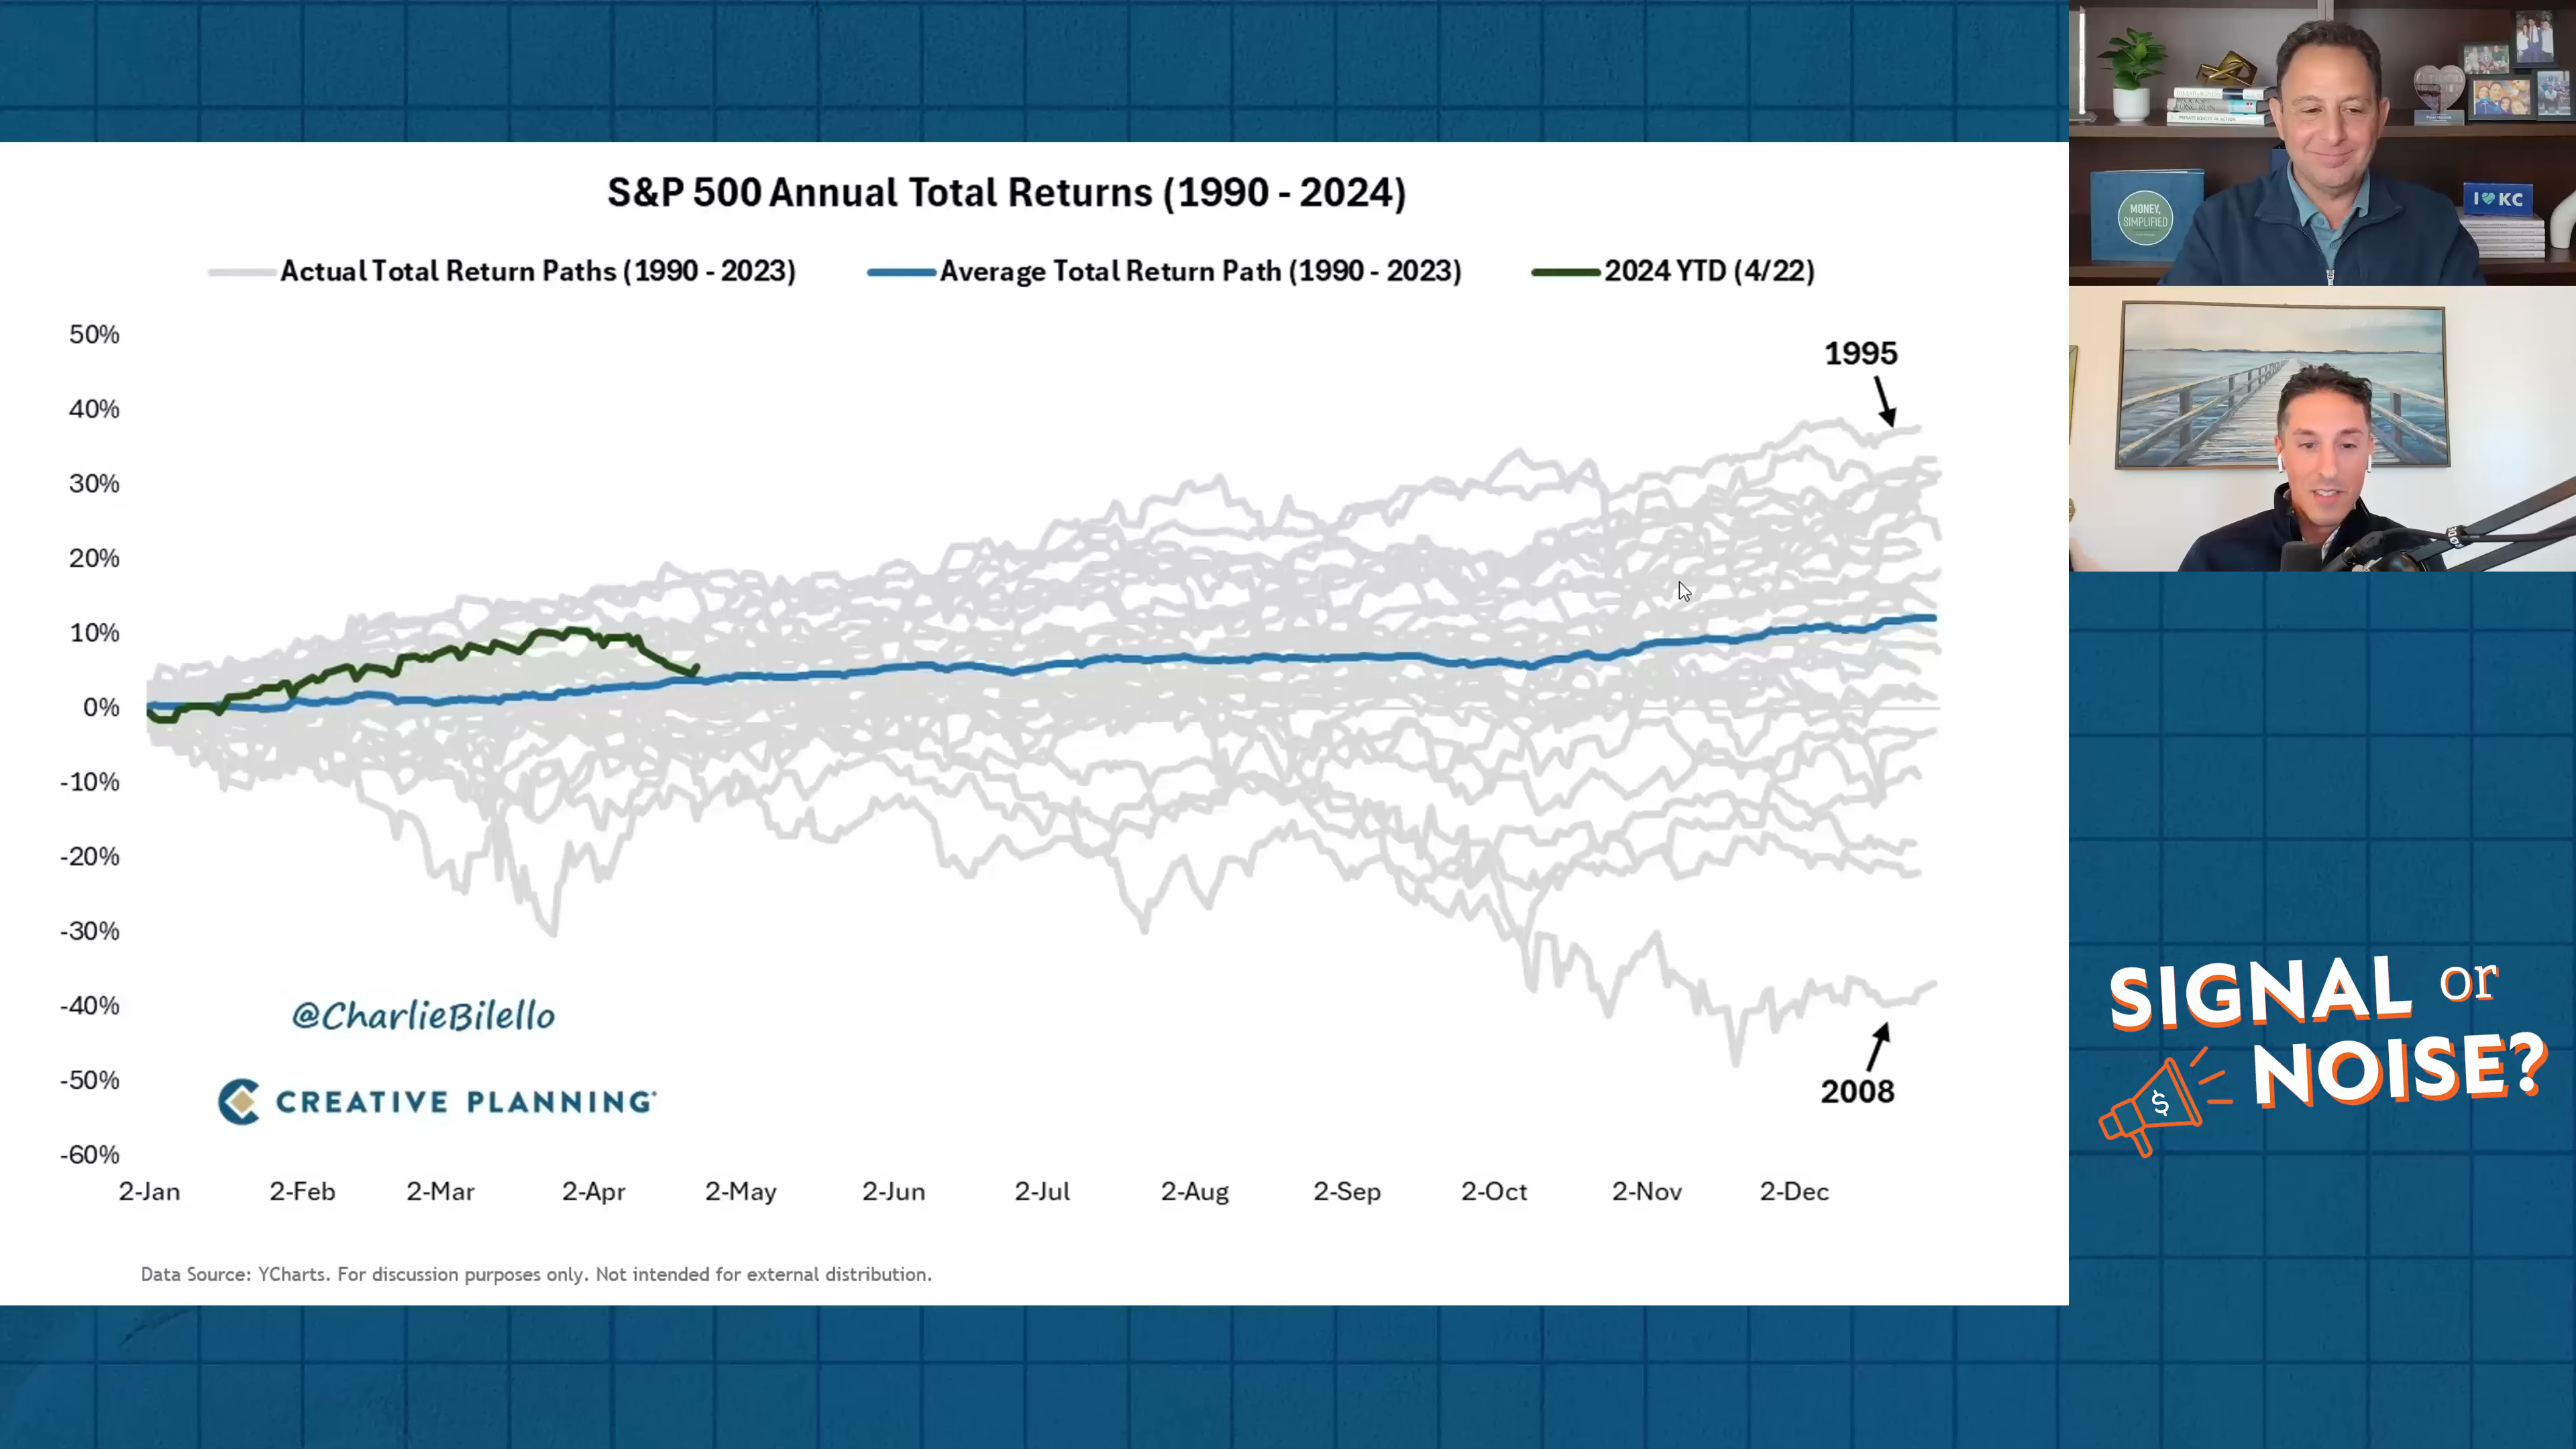 S&P 500 Annual Total Returns (1990 - 2024)
Actual Total Return Paths (1990 - 2023)
Average Total Return Path (1990 - 2023)
2024 YTD (4/22)
50%
40%
30%
20%
10%
0%
-10%
-20%
-30%
-40%
-50%
-60%
1995
2008
@CharlieBilello
CREATIVE PLANNING
2-Jan
2-Feb
2-Mar
2-Apr
2-May
2-Jun
2-Jul
2-Aug
2-Sep
2-Oct
2-Nov
2-Dec
Data Source: YCharts. For discussion purposes only. Not intended for external distribution.
MONEY,
SIMPLIFIED
I KC
SIGNAL or
NOISE?
$